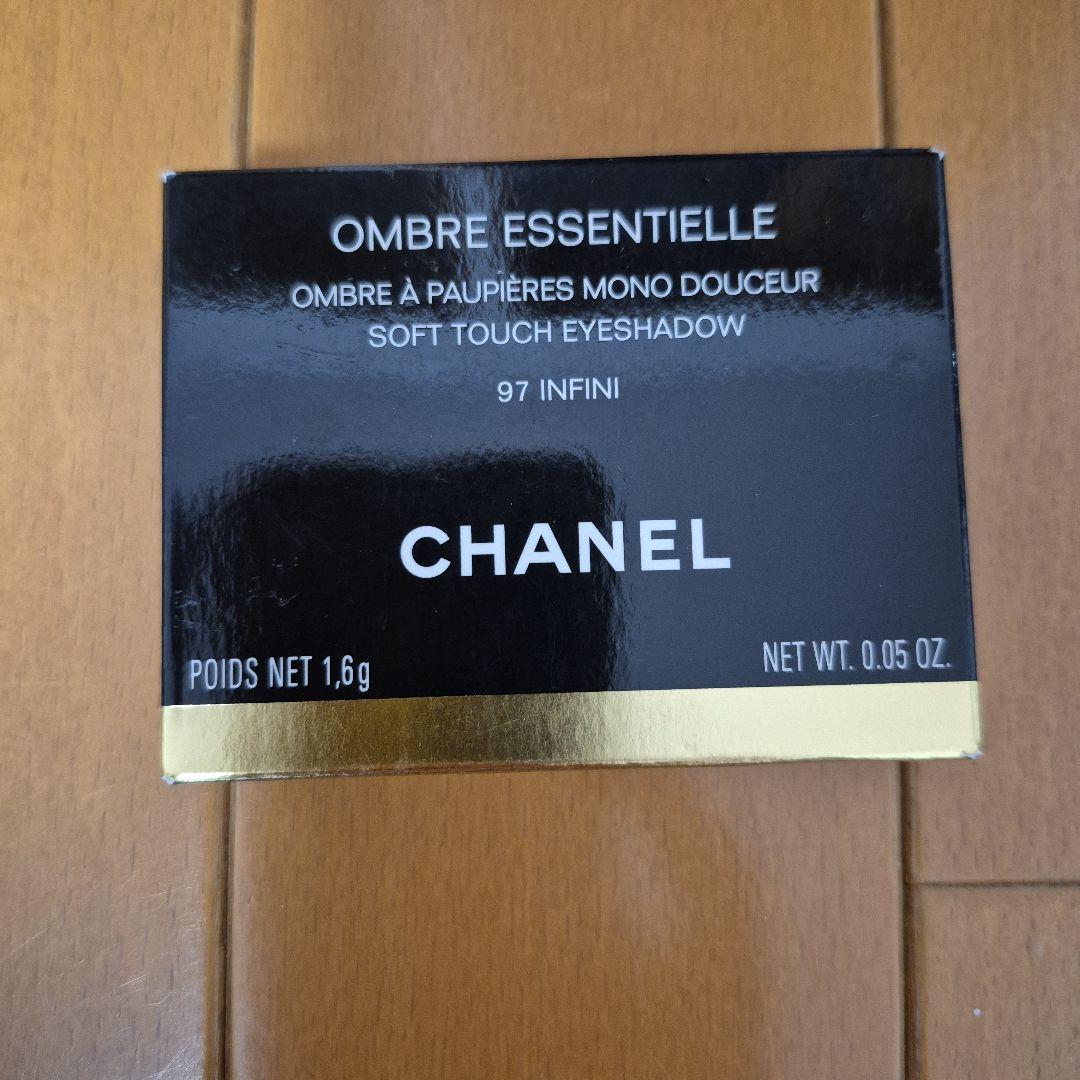 OMBRE ESSENTIELLE
OMBRE À PAUPIÈRES MONO DOUCEUR
SOFT TOUCH EYESHADOW
97 INFINI
CHANEL
POIDS NET 1,6g
NET WT. 0.05 OZ.